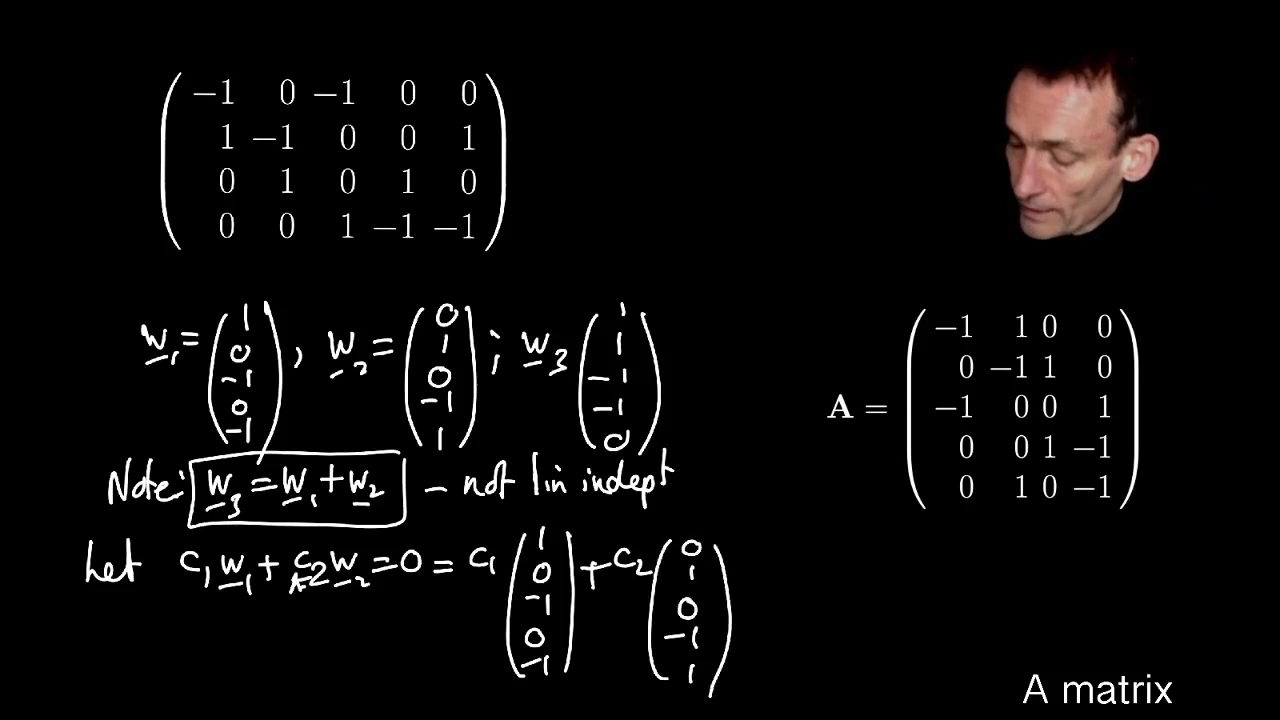 −1 0 −1 0 0
1 −1 0 0 1
0 1 0 1 0
0 0 1 −1 −1
w₁ = (1 0 −1 0 −1), w₂ = (0 1 0 −1 1); w₃ (1 1 −1 −1 0)
Note: w₃ = w₁ + w₂ – not lin indept
Let c₁w₁ + c₂w₂ = 0 = c₁ (1 0 −1 0 −1) + c₂ (0 1 0 −1 1)
A =
−1 1 0 0
0 −1 1 0
−1 0 0 1
0 0 1 −1
0 1 0 −1
A matrix